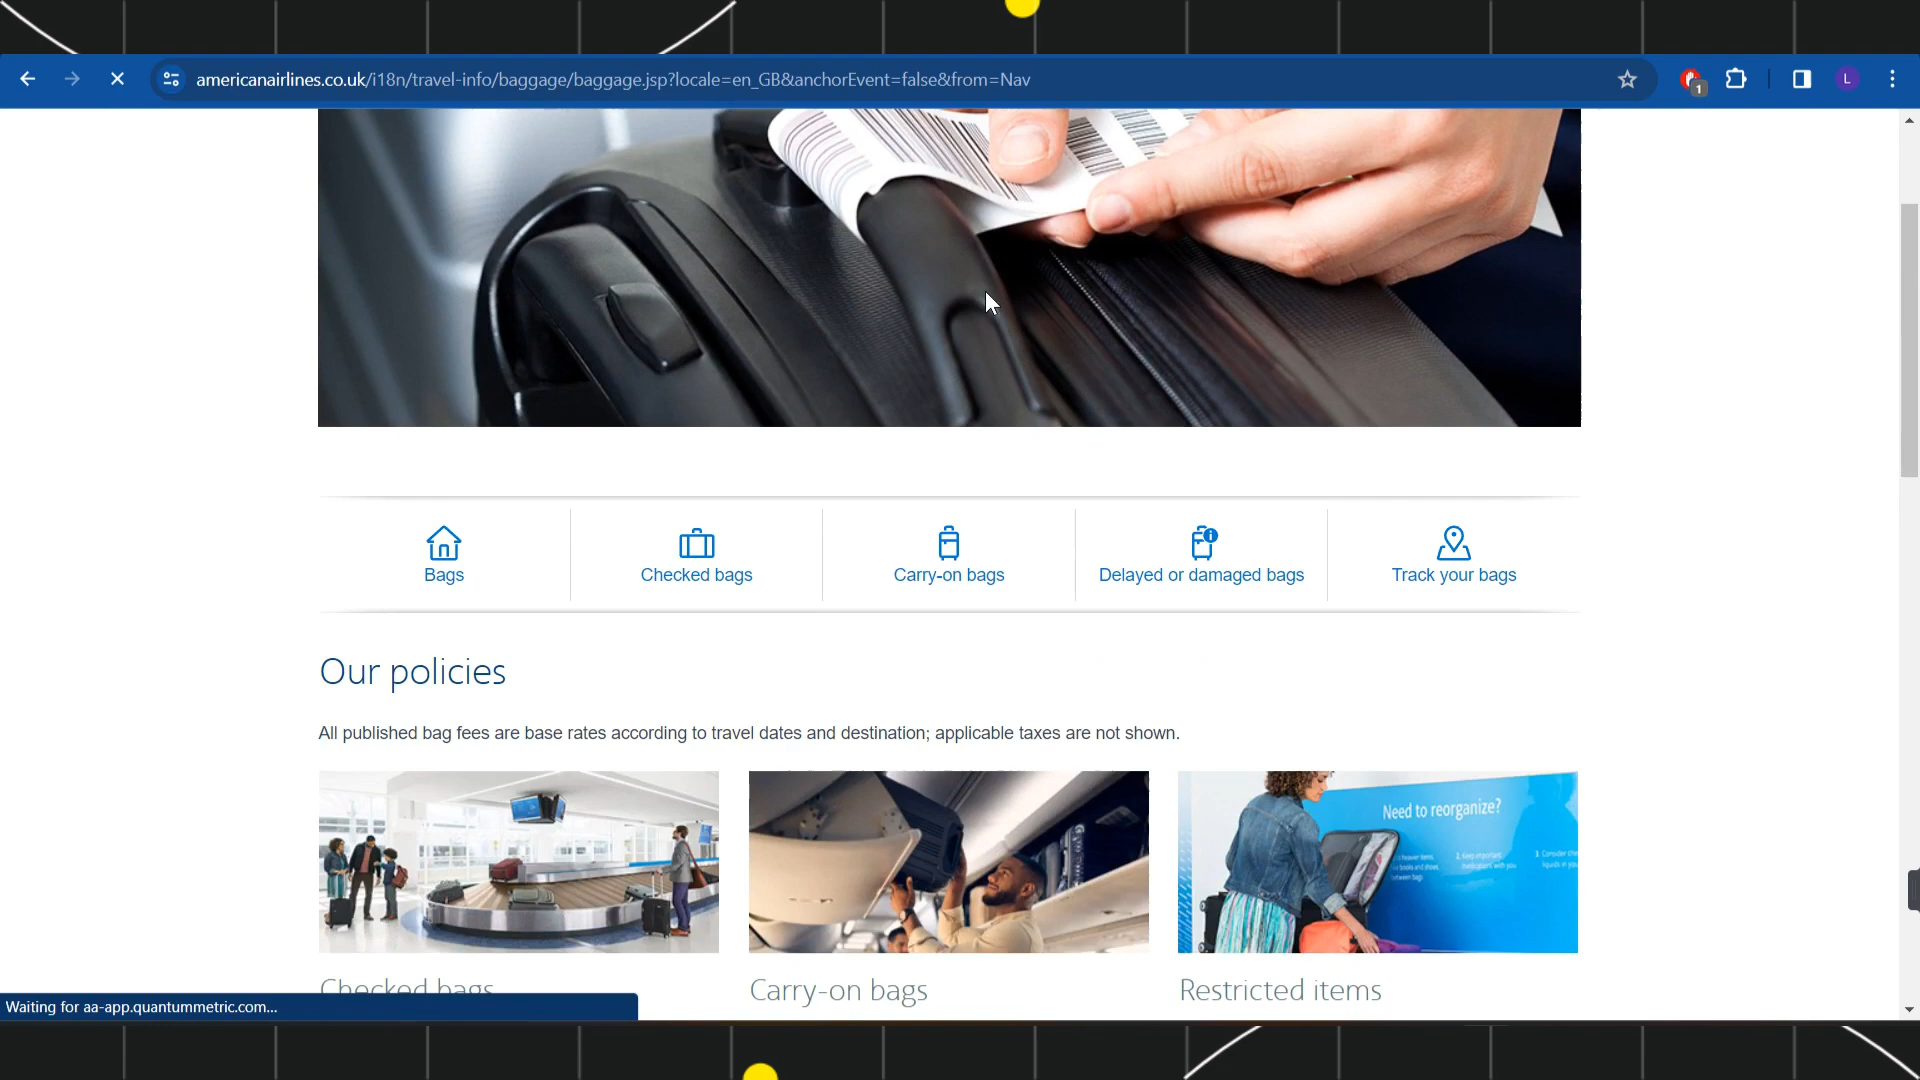 americanairlines.co.uk/i18n/travel-info/baggage/baggage.jsp?locale=en_GB&anchorEvent=false&from=Nav
1
L
Bags
Checked bags
Carry-on bags
Delayed or damaged bags
Track your bags
Our policies
All published bag fees are base rates according to travel dates and destination; applicable taxes are not shown.
Need to reorganize?
Checked bags
Carry-on bags
Restricted items
Waiting for aa-app.quantummetric.com...